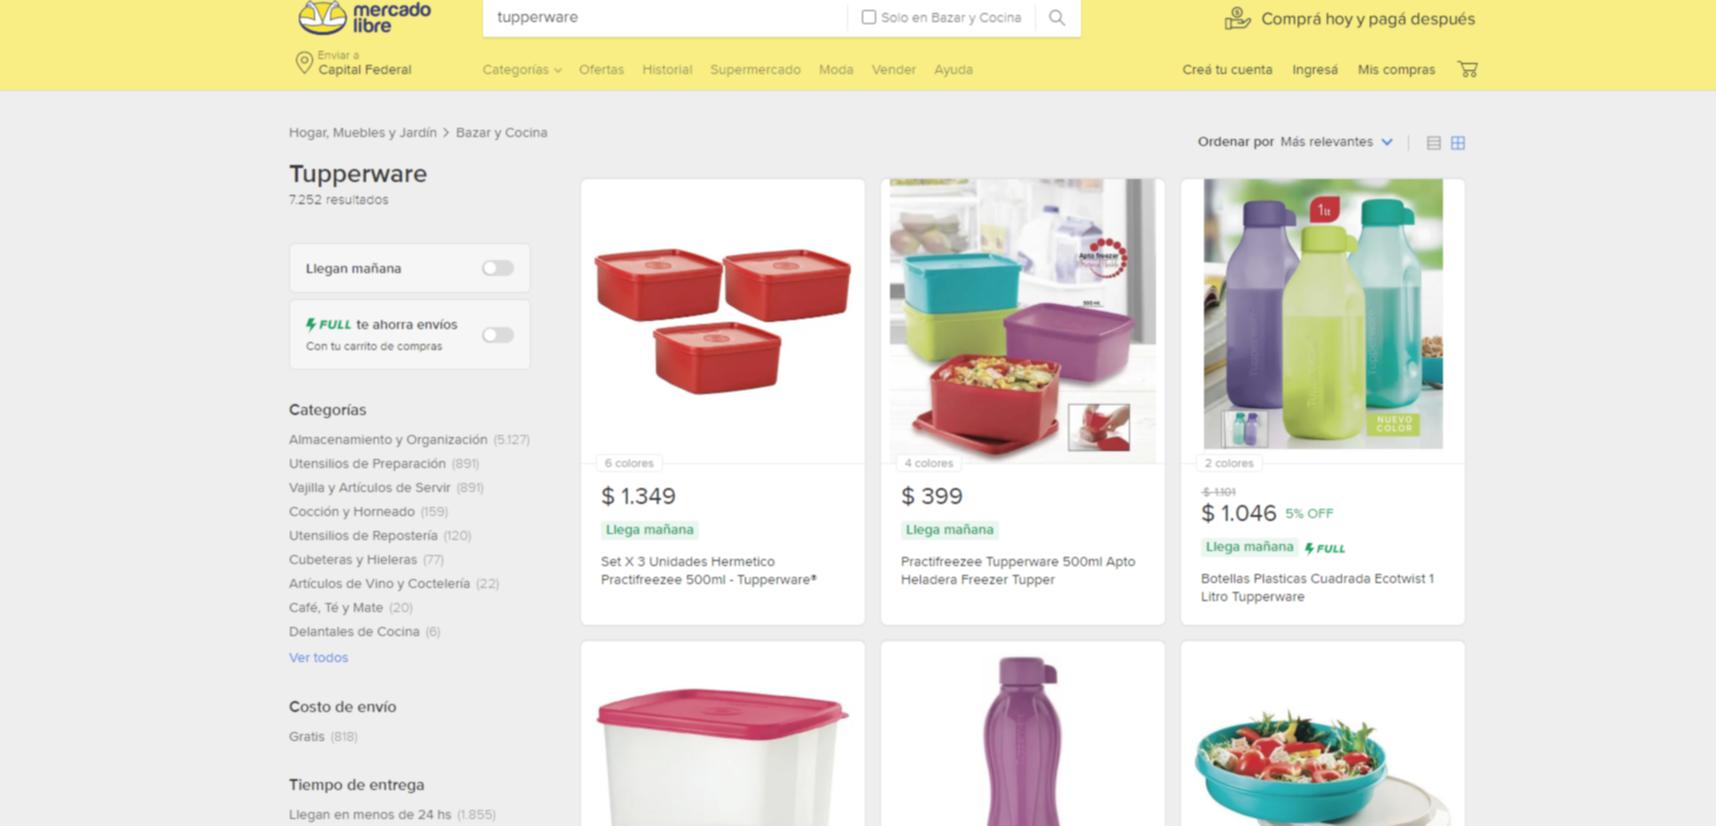 mercado
libre
tupperware
Solo en Bazar y Cocina
Comprá hoy y pagá después
Enviar a
Capital Federal
Categorías
Ofertas
Historial
Supermercado
Moda
Vender
Ayuda
Creá tu cuenta
Ingresá
Mis compras
Hogar, Muebles y Jardín > Bazar y Cocina
Ordenar por Más relevantes
Tupperware
7.252 resultados
Llegan mañana
FULL te ahorra envíos
Con tu carrito de compras
Categorías
Almacenamiento y Organización (5.127)
Utensilios de Preparación (891)
Vajilla y Artículos de Servir (891)
Cocción y Horneado (159)
Utensilios de Repostería (120)
Cubeteras y Hieleras (77)
Artículos de Vino y Coctelería (22)
Café, Té y Mate (20)
Delantales de Cocina (6)
Ver todos
Costo de envío
Gratis (818)
Tiempo de entrega
Llegan en menos de 24 hs (1.855)
6 colores
$ 1.349
Llega mañana
Set X 3 Unidades Hermetico
Practifreezee 500ml - Tupperware®
Apto freezer
500 ml
4 colores
$ 399
Llega mañana
Practifreezee Tupperware 500ml Apto
Heladera Freezer Tupper
1lt
Tupperware
NUEVO
COLOR
2 colores
$ 1.101
$ 1.046 5% OFF
Llega mañana FULL
Botellas Plasticas Cuadrada Ecotwist 1
Litro Tupperware